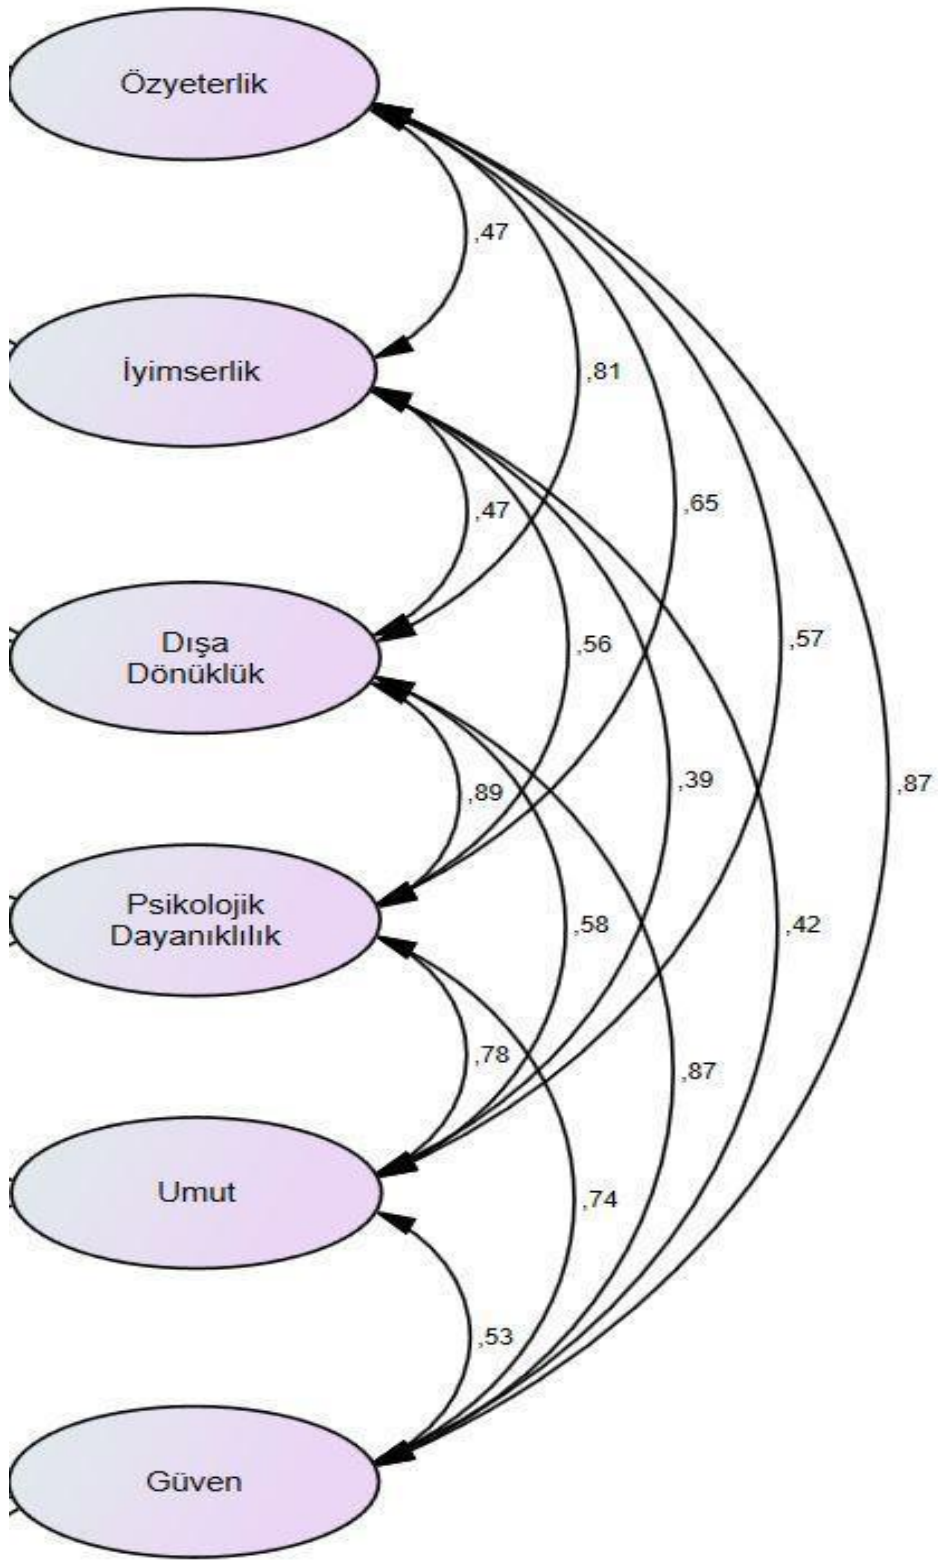 Özyeterlik
,47
İyimserlik
,81
,47
,65
Dışa
Dönüklük
,56
,57
,89
,39
,87
Psikolojik
Dayanıklılık
,58
,42
,78
,87
Umut
,74
,53
Güven